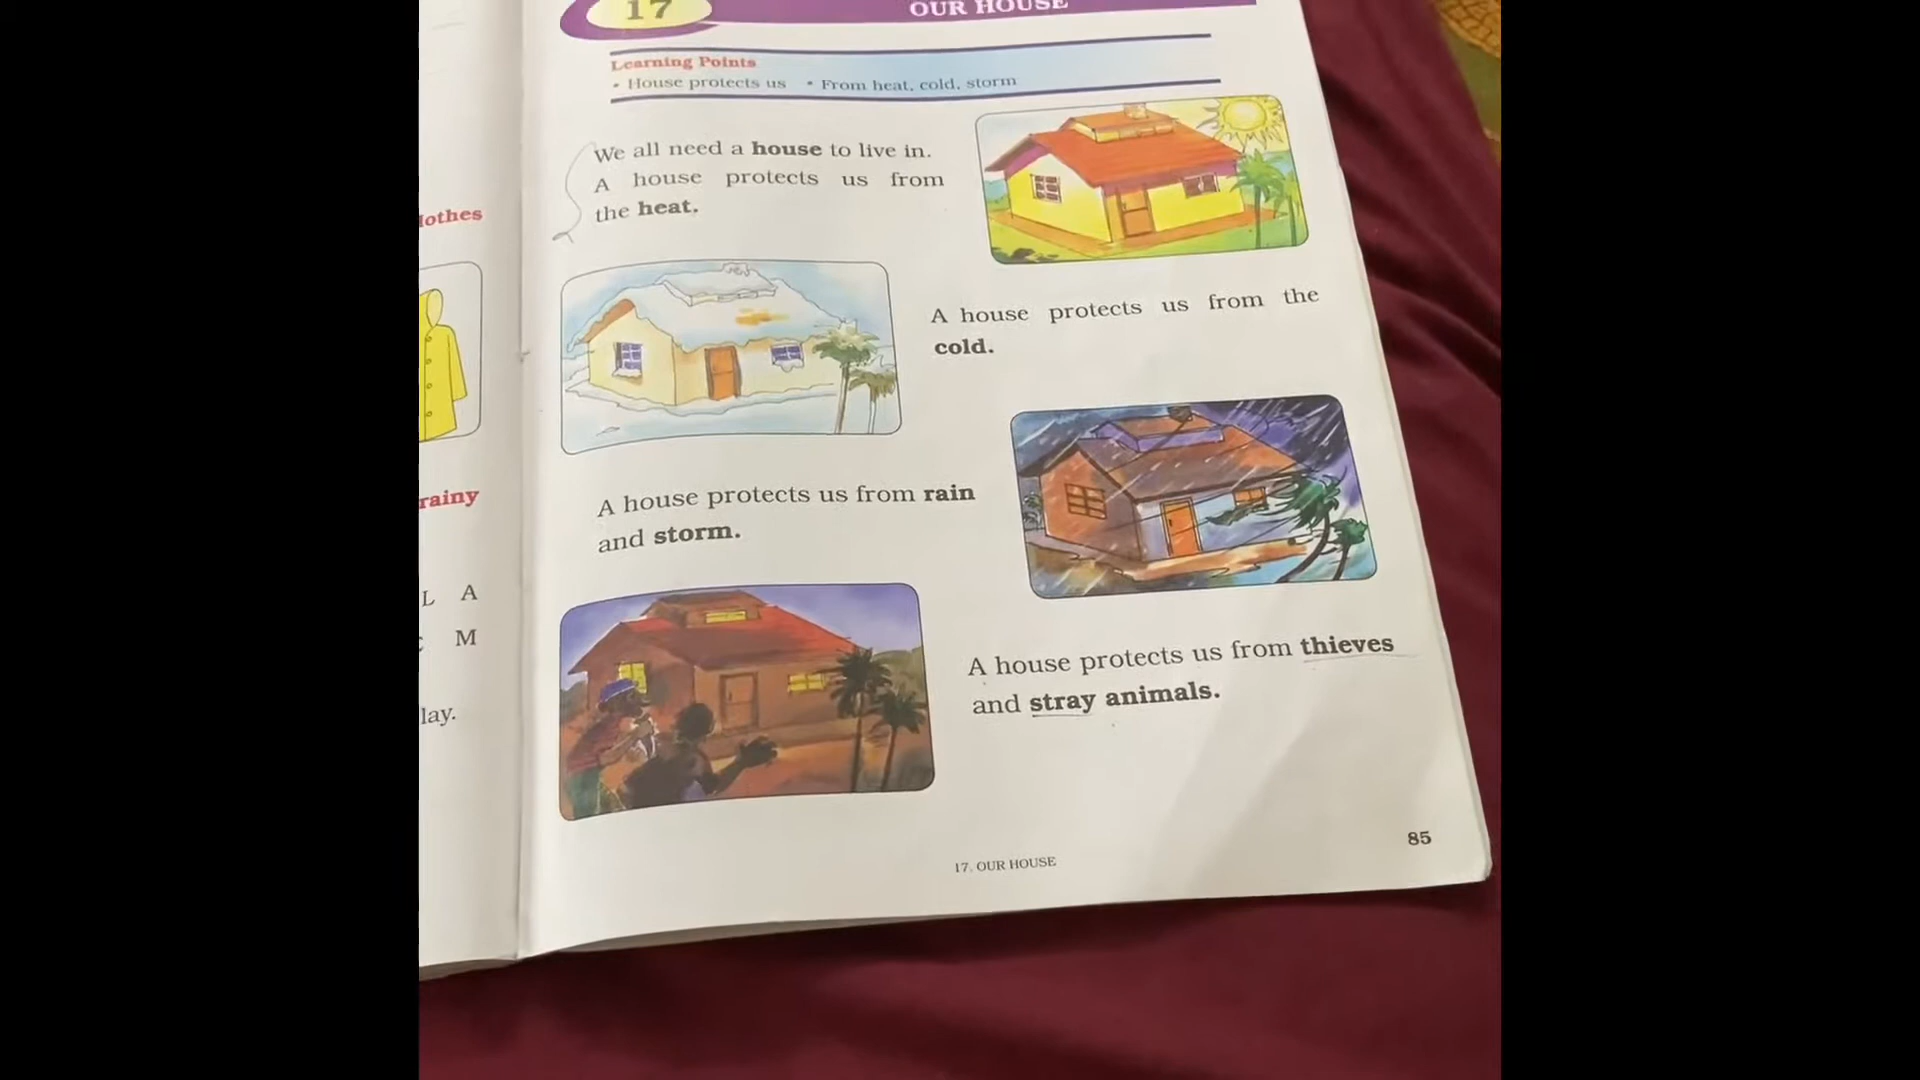 lothes
rainy
L A
M
lay.
17
OUR HOUSE
Learning Points
• House protects us • From heat, cold, storm
We all need a house to live in.
A house protects us from
the heat.
A house protects us from the
cold.
A house protects us from rain
and storm.
A house protects us from thieves
and stray animals.
85
17. OUR HOUSE